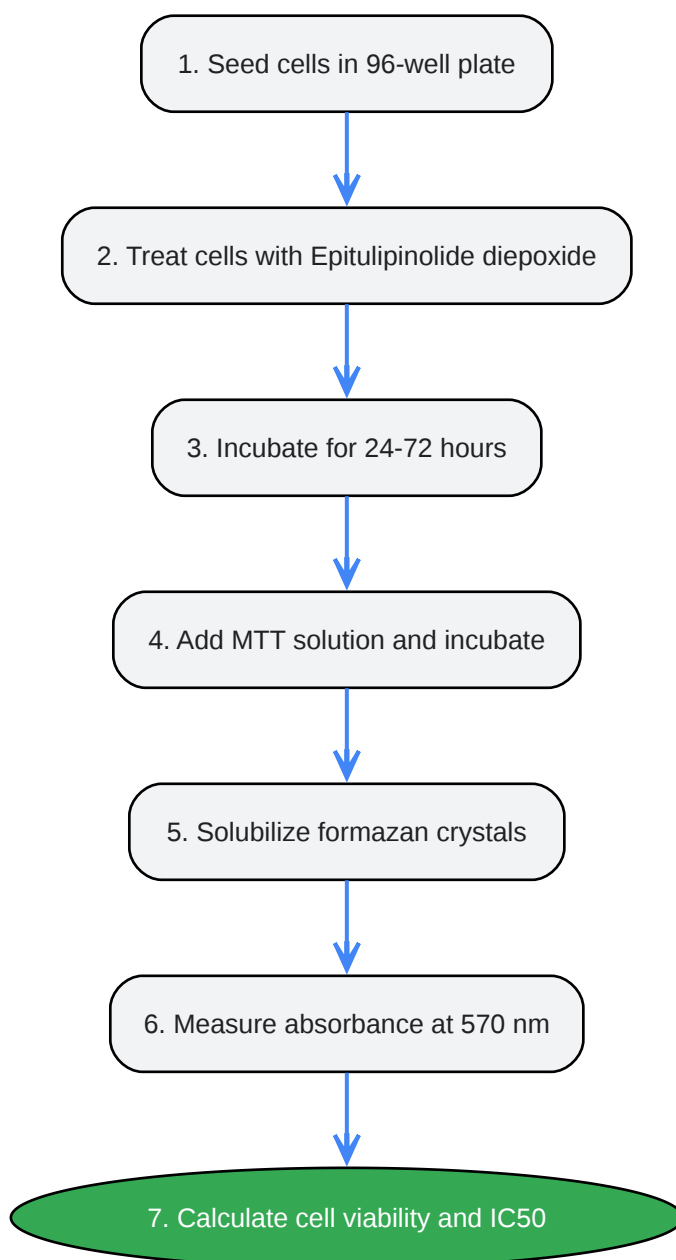 1. Seed cells in 96-well plate
2. Treat cells with Epitulipinolide diepoxide
3. Incubate for 24-72 hours
4. Add MTT solution and incubate
5. Solubilize formazan crystals
6. Measure absorbance at 570 nm
7. Calculate cell viability and IC50